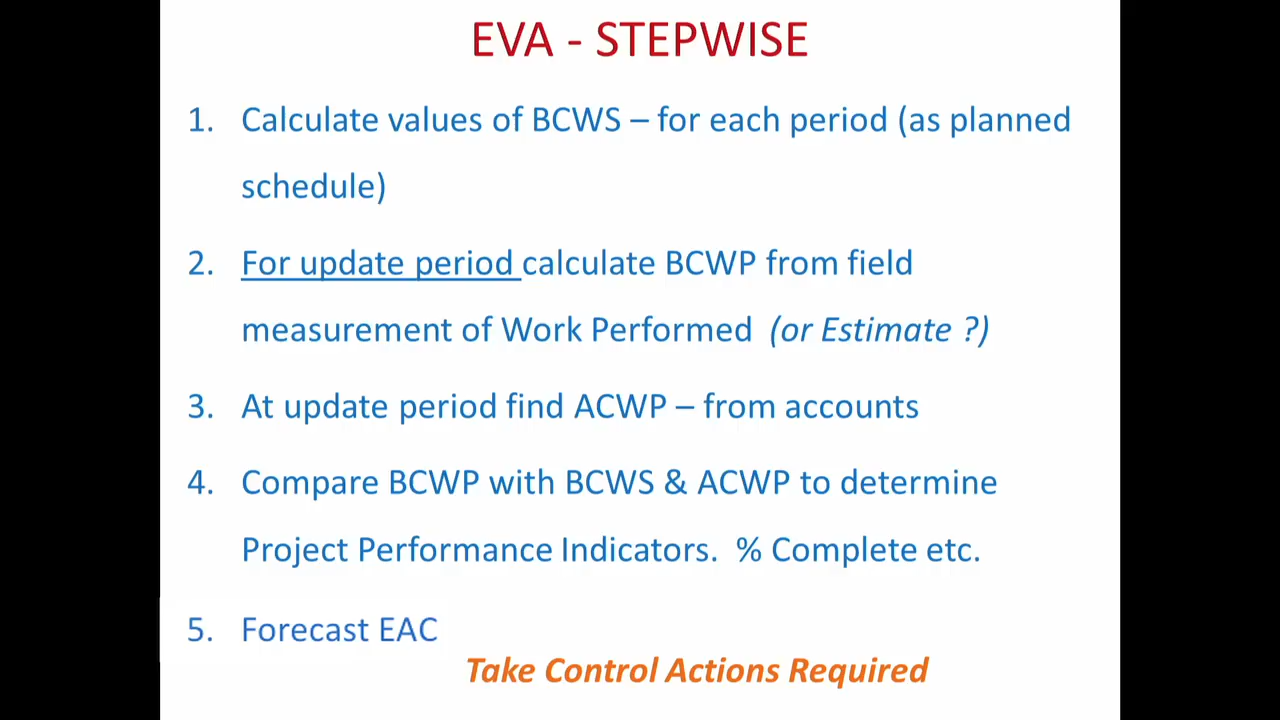 EVA - STEPWISE
1. Calculate values of BCWS – for each period (as planned
schedule)
2. For update period calculate BCWP from field
measurement of Work Performed (or Estimate ?)
3. At update period find ACWP – from accounts
4. Compare BCWP with BCWS & ACWP to determine
Project Performance Indicators. % Complete etc.
5. Forecast EAC
Take Control Actions Required